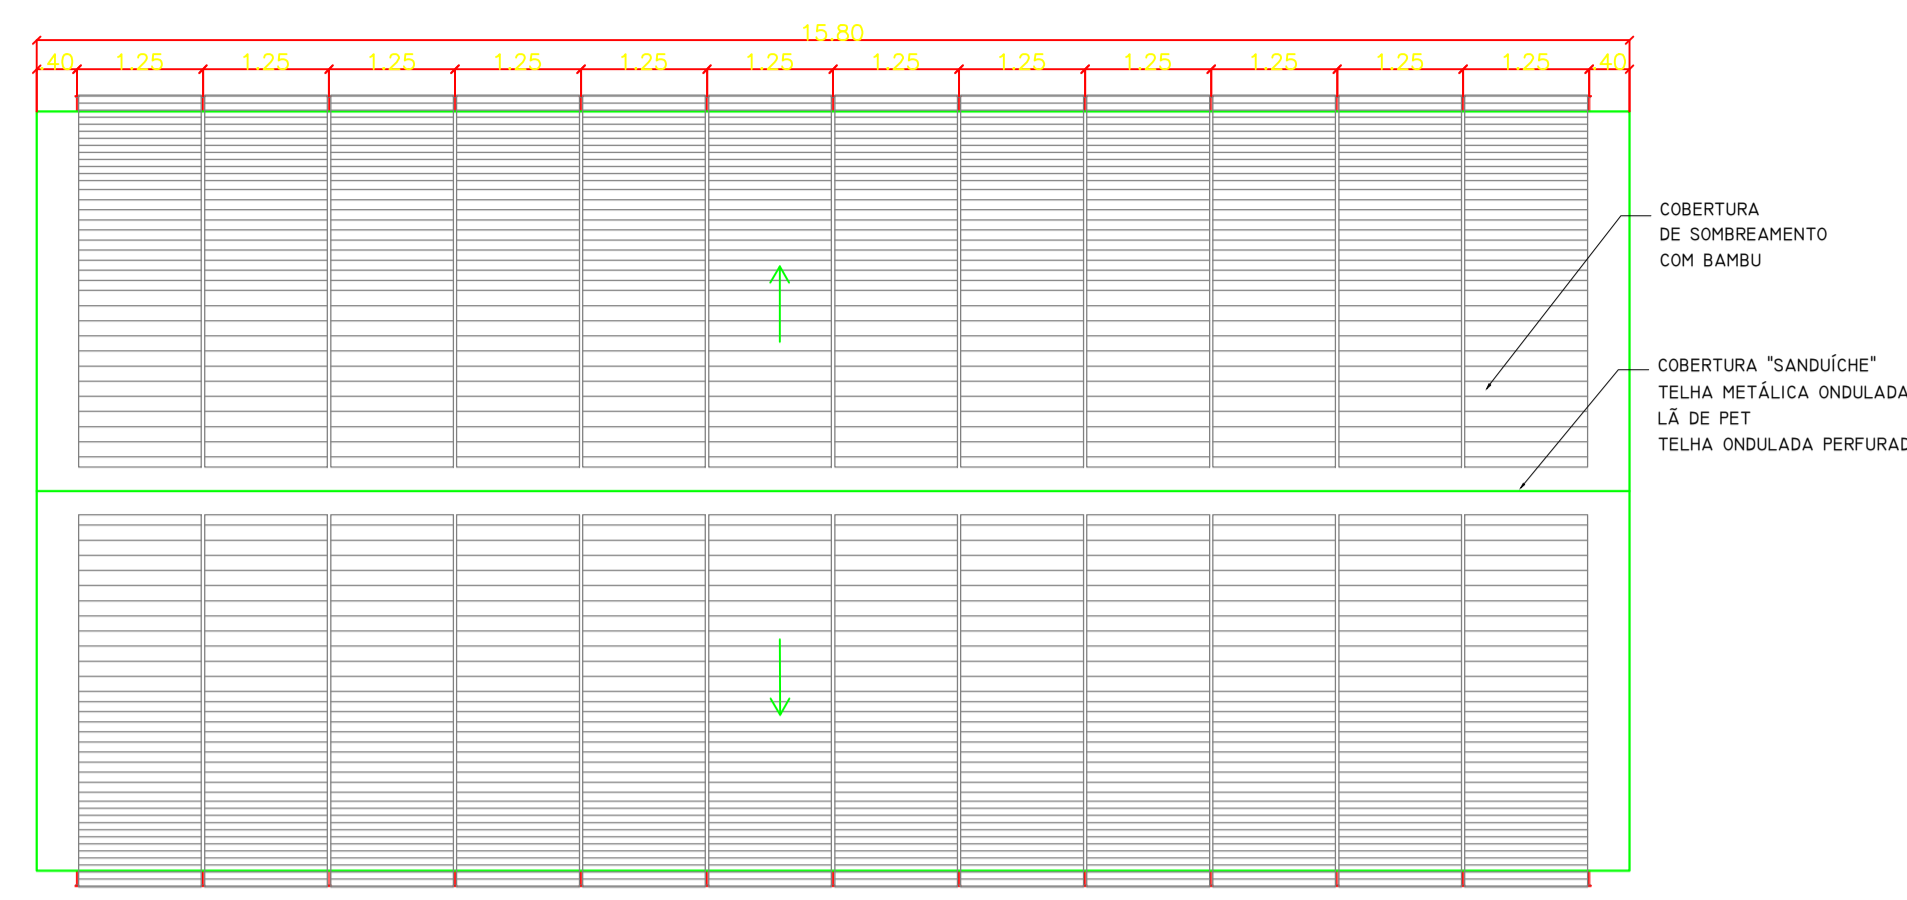 15.80
.40 1.25 1.25 1.25 1.25 1.25 1.25 1.25 1.25 1.25 1.25 1.25 1.25 .40
COBERTURA
DE SOMBREAMENTO
COM BAMBU
COBERTURA "SANDUÍCHE"
TELHA METÁLICA ONDULADA
LÃ DE PET
TELHA ONDULADA